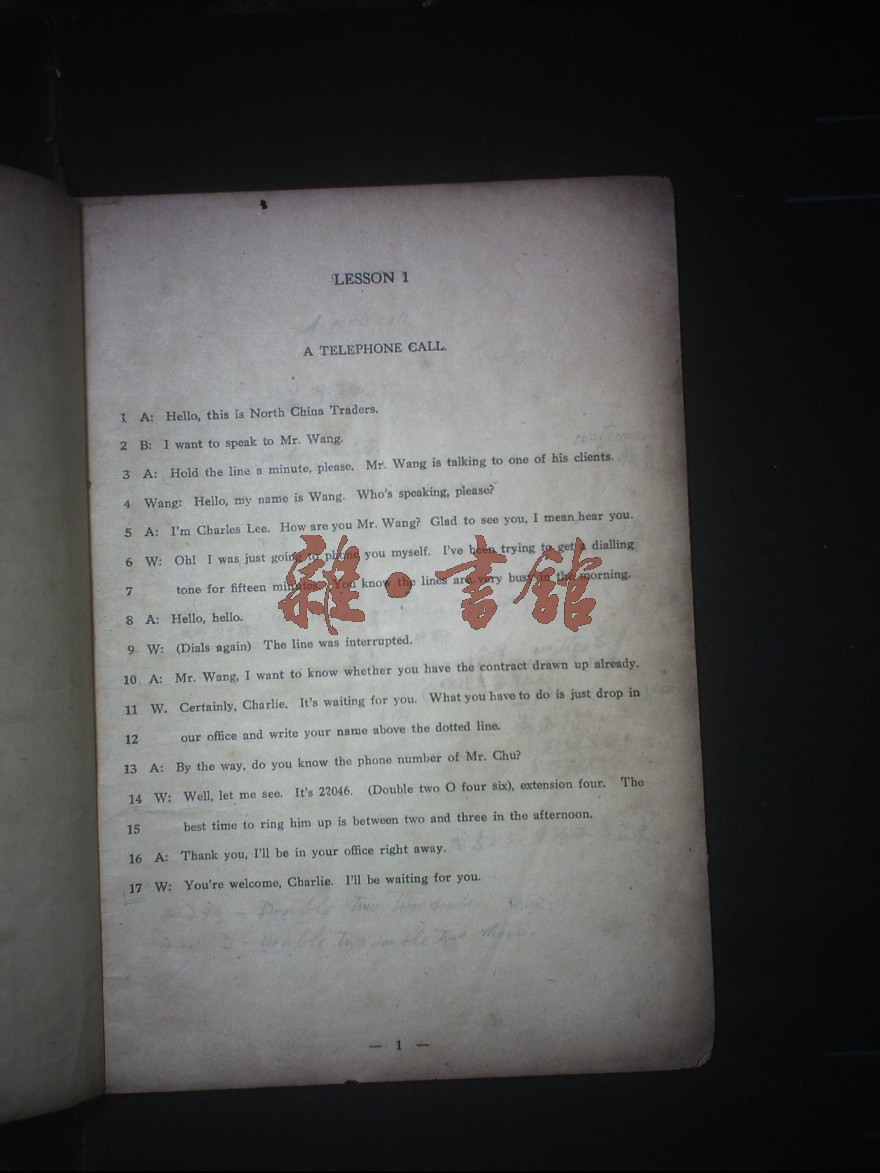 LESSON 1
A TELEPHONE CALL.
1 A: Hello, this is North China Traders.
2 B: I want to speak to Mr. Wang.
3 A: Hold the line a minute, please. Mr. Wang is talking to one of his clients.
4 Wang: Hello, my name is Wang. Who's speaking, please?
5 A: I'm Charles Lee. How are you Mr. Wang? Glad to see you, I mean hear you.
6 W: Oh! I was just going to phone you myself. I've been trying to get a dialling
7 tone for fifteen minutes. You know the lines are very busy in the morning.
雜·書館
8 A: Hello, hello.
9 W: (Dials again) The line was interrupted.
10 A: Mr. Wang, I want to know whether you have the contract drawn up already.
11 W. Certainly, Charlie. It's waiting for you. What you have to do is just drop in
12 our office and write your name above the dotted line.
13 A: By the way, do you know the phone number of Mr. Chu?
14 W: Well, let me see. It's 22046. (Double two O four six), extension four. The
15 best time to ring him up is between two and three in the afternoon.
16 A: Thank you, I'll be in your office right away.
17 W: You're welcome, Charlie. I'll be waiting for you.
— 1 —